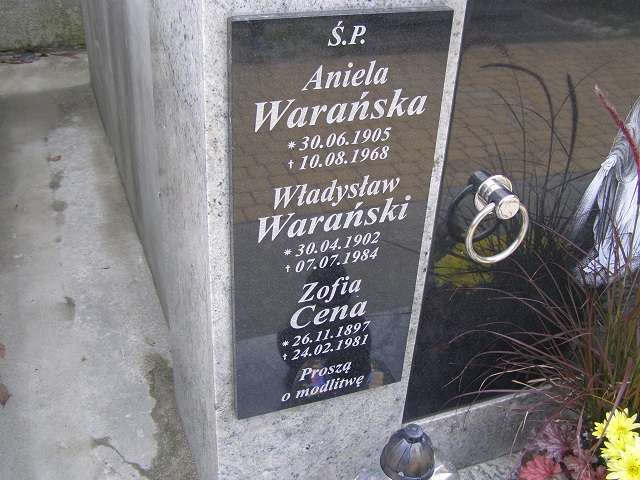 Ś.P.
Aniela
Warańska
* 30.06.1905
† 10.08.1968
Władysław
Warański
* 30.04.1902
† 07.07.1984
Zofia
Cena
* 26.11.1897
† 24.02.1981
Proszą
o modlitwę